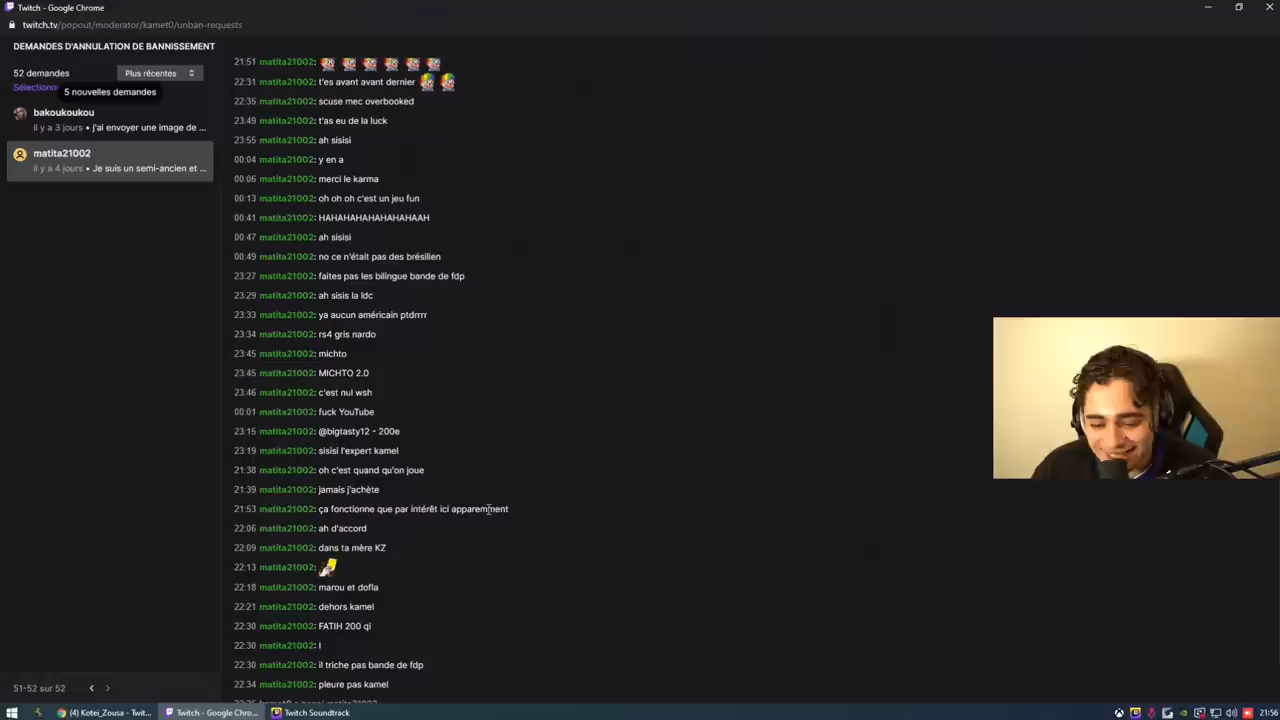 Twitch - Google Chrome
twitch.tv/popout/moderator/kamet0/unban-requests
DEMANDES D'ANNULATION DE BANNISSEMENT
52 demandes
Plus récentes
Sélectionn
5 nouvelles demandes
bakoukoukou
Il y a 3 jours • j'ai envoyer une image de ...
matita21002
Il y a 4 jours • Je suis un semi-ancien et ...
51-52 sur 52
21:51 matita21002:
22:31 matita21002: t'es avant avant dernier
22:35 matita21002: scuse mec overbooked
23:49 matita21002: t'as eu de la luck
23:55 matita21002: ah sisisi
00:04 matita21002: y en a
00:06 matita21002: merci le karma
00:13 matita21002: oh oh oh c'est un jeu fun
00:41 matita21002: HAHAHAHAHAHAHAHAAH
00:47 matita21002: ah sisisi
00:49 matita21002: no ce n'était pas des brésilien
23:27 matita21002: faites pas les bilingue bande de fdp
23:29 matita21002: ah sisis la ldc
23:33 matita21002: ya aucun américain ptdrrrr
23:34 matita21002: rs4 gris nardo
23:45 matita21002: michto
23:45 matita21002: MICHTO 2.0
23:46 matita21002: c'est nul wsh
00:01 matita21002: fuck YouTube
23:15 matita21002: @bigtasty12 - 200e
23:19 matita21002: sisisi l'expert kamel
21:38 matita21002: oh c'est quand qu'on joue
21:39 matita21002: jamais j'achète
21:53 matita21002: ça fonctionne que par intérêt ici apparemment
22:06 matita21002: ah d'accord
22:09 matita21002: dans ta mère KZ
22:13 matita21002:
22:18 matita21002: marou et dofla
22:21 matita21002: dehors kamel
22:30 matita21002: FATIH 200 qi
22:30 matita21002: I
22:30 matita21002: il triche pas bande de fdp
22:34 matita21002: pleure pas kamel
(4) Kotei_Zousa - Twit...
Twitch - Google Chro...
Twitch Soundtrack
21:56